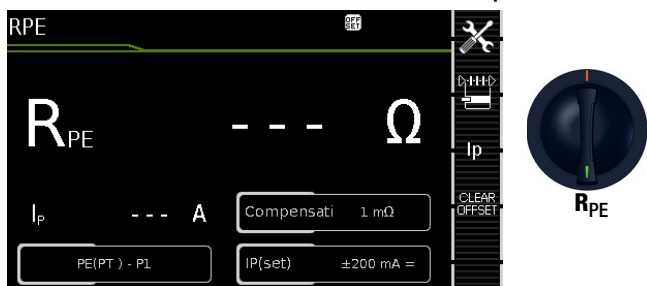 RPE
OFF
SET
RPE --- Ω
Ip
IP --- A
Compensati 1 mΩ
CLEAR
OFFSET
PE(PT ) - P1
IP(set) ±200 mA =
RPE